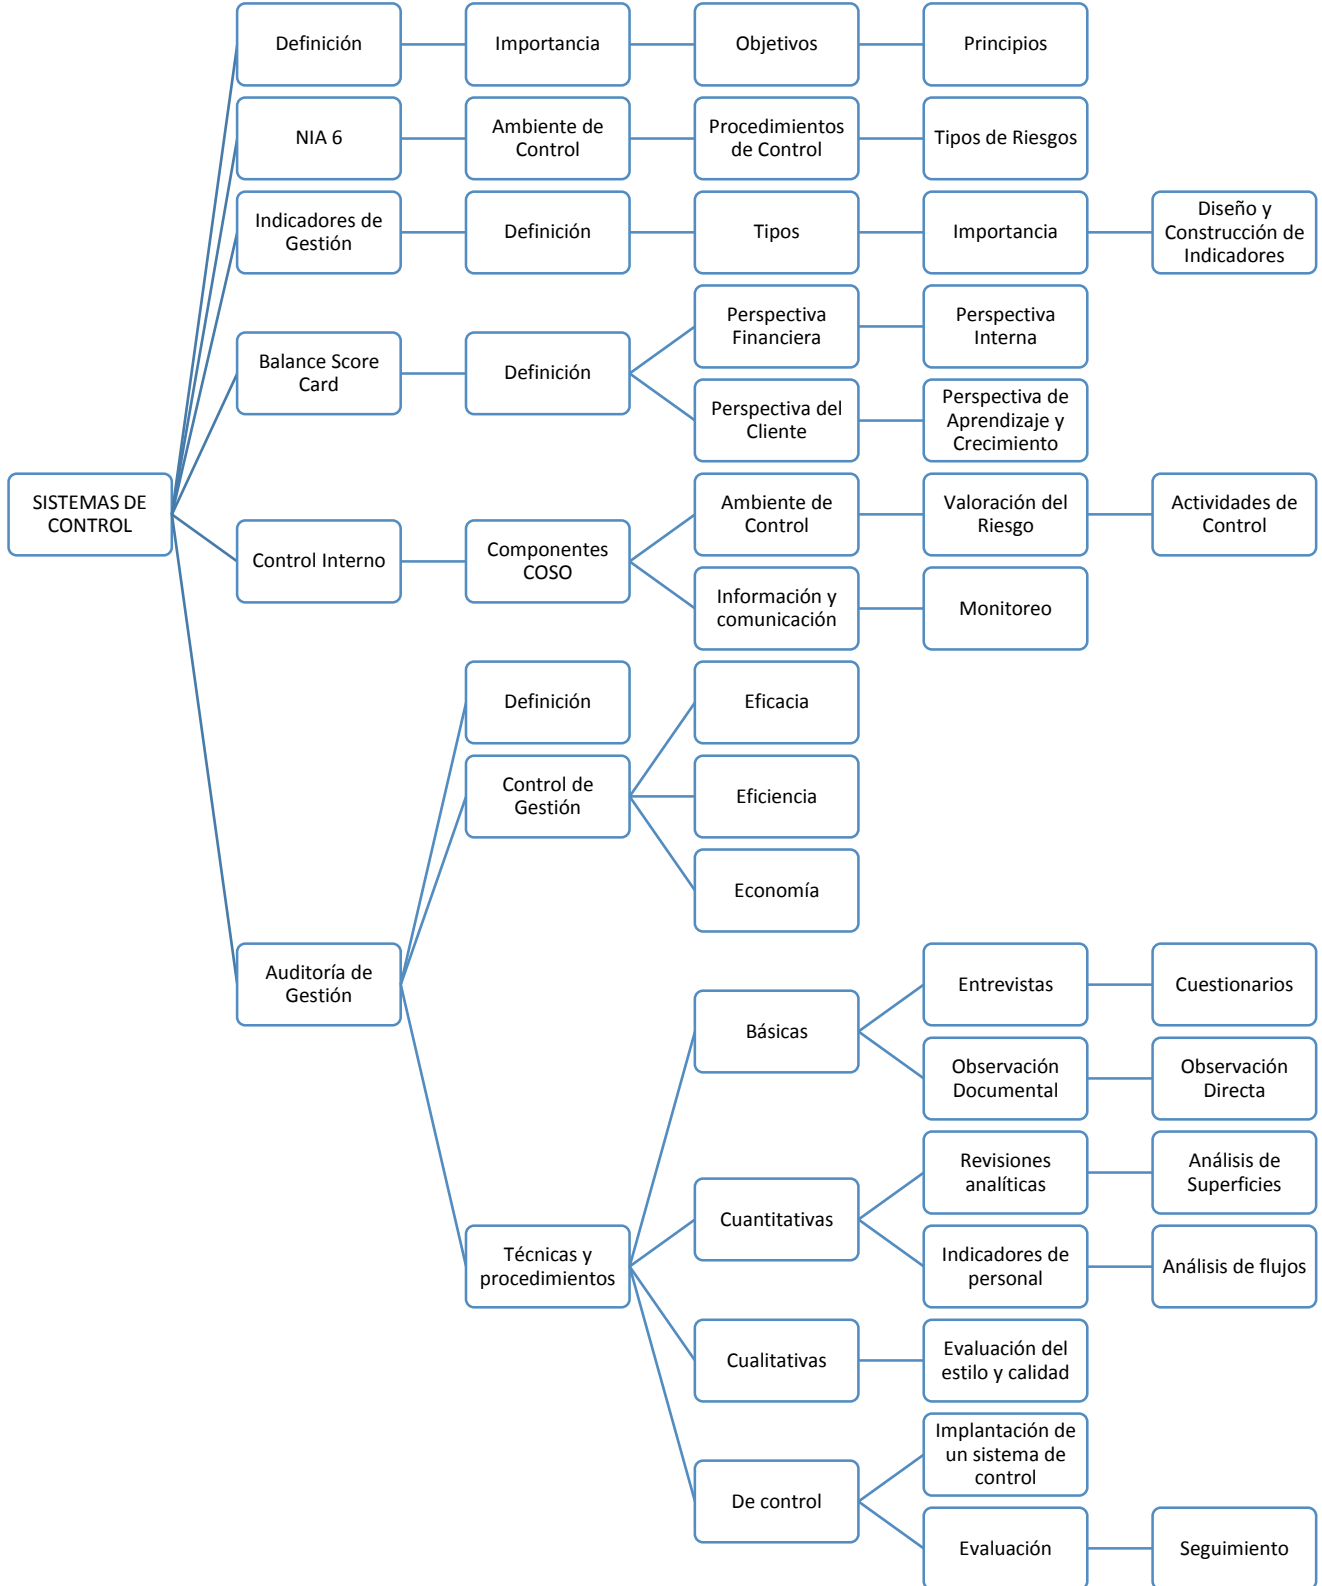 Definición
Importancia
Objetivos
Principios
NIA 6
Ambiente de
Control
Procedimientos
de Control
Tipos de Riesgos
Indicadores de
Gestión
Definición
Tipos
Importancia
Diseño y
Construcción de
Indicadores
Balance Score
Card
Definición
Perspectiva
Financiera
Perspectiva
Interna
Perspectiva del
Cliente
Perspectiva de
Aprendizaje y
Crecimiento
SISTEMAS DE
CONTROL
Control Interno
Componentes
COSO
Ambiente de
Control
Valoración del
Riesgo
Actividades de
Control
Información y
comunicación
Monitoreo
Auditoría de
Gestión
Definición
Control de
Gestión
Eficacia
Eficiencia
Economía
Técnicas y
procedimientos
Básicas
Entrevistas
Cuestionarios
Observación
Documental
Observación
Directa
Cuantitativas
Revisiones
analíticas
Análisis de
Superficies
Indicadores de
personal
Análisis de flujos
Cualitativas
Evaluación del
estilo y calidad
De control
Implantación de
un sistema de
control
Evaluación
Seguimiento